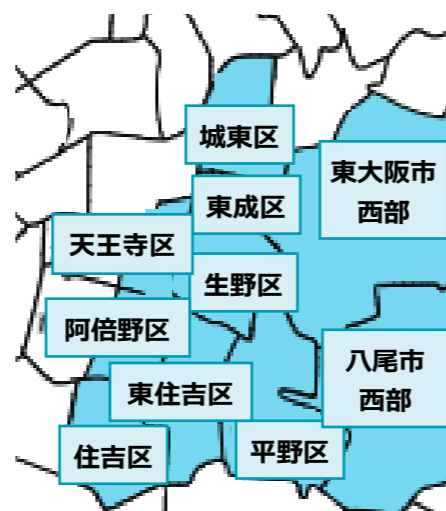 城東区
東大阪市
西部
東成区
天王寺区
生野区
阿倍野区
八尾市
西部
東住吉区
住吉区
平野区